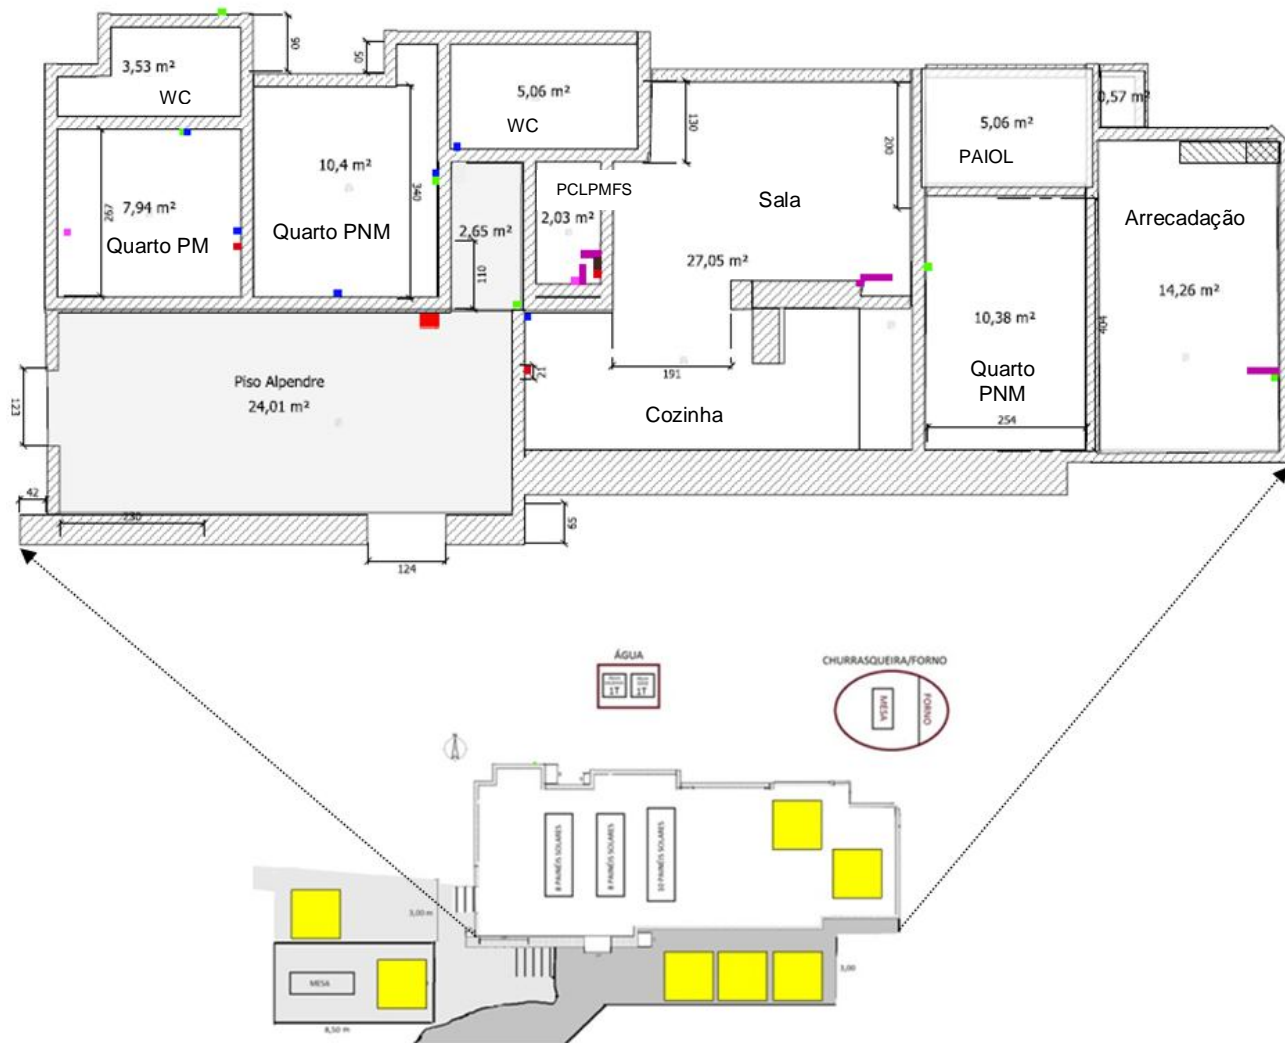 90
50
3,53 m²
WC
5,06 m²
WC
130
200
5,06 m²
PAIOL
0,57 m²
10,4 m²
340
267
7,94 m²
Quarto PM
Quarto PNM
2,65 m²
110
PCLPMFS
2,03 m²
Sala
27,05 m²
Arrecadação
14,26 m²
10,38 m²
404
Quarto
PNM
254
21
191
Cozinha
Piso Alpendre
24,01 m²
123
42
230
124
65
ÁGUA
1T
1T
CHURRASQUEIRA/FORNO
MESA
FORNO
8 PAINÉIS SOLARES
8 PAINÉIS SOLARES
10 PAINÉIS SOLARES
3,00 m
MESA
8,50 m
3,00